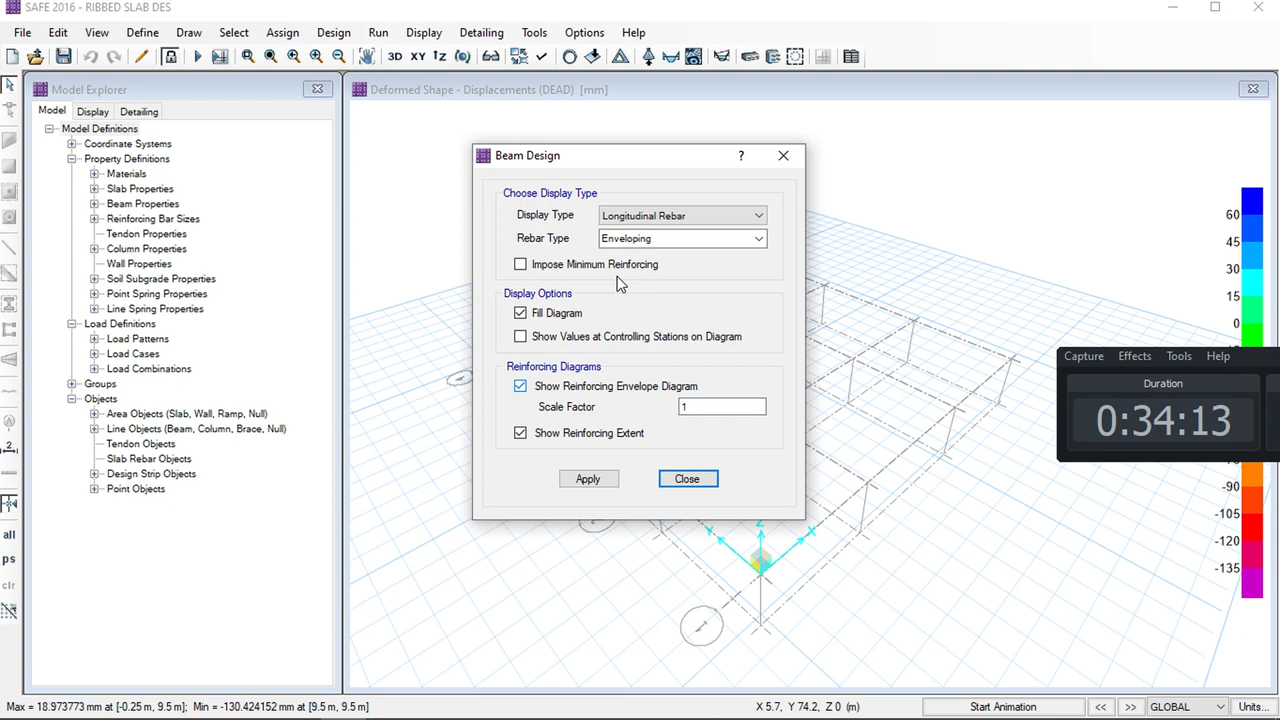 SAFE 2016 - RIBBED SLAB DES
File Edit View Define Draw Select Assign Design Run Display Detailing Tools Options Help
3D XY
Model Explorer
Model Display Detailing
Model Definitions
Coordinate Systems
Property Definitions
Materials
Slab Properties
Beam Properties
Reinforcing Bar Sizes
Tendon Properties
Column Properties
Wall Properties
Soil Subgrade Properties
Point Spring Properties
Line Spring Properties
Load Definitions
Load Patterns
Load Cases
Load Combinations
Groups
Objects
Area Objects (Slab, Wall, Ramp, Null)
Line Objects (Beam, Column, Brace, Null)
Tendon Objects
Slab Rebar Objects
Design Strip Objects
Point Objects
all
ps
clr
Deformed Shape - Displacements (DEAD) [mm]
Beam Design
?
Choose Display Type
Display Type Longitudinal Rebar
Rebar Type Enveloping
Impose Minimum Reinforcing
Display Options
Fill Diagram
Show Values at Controlling Stations on Diagram
Reinforcing Diagrams
Show Reinforcing Envelope Diagram
Scale Factor 1
Show Reinforcing Extent
Apply Close
Y Z X
60
45
30
15
0
-90
-105
-120
-135
Capture Effects Tools Help
Duration
0:34:13
Max = 18.973773 mm at [-0.25 m, 9.5 m]; Min = -130.424152 mm at [9.5 m, 9.5 m]
X 5.7, Y 74.2, Z 0 (m)
Start Animation
<< >>
GLOBAL
Units...